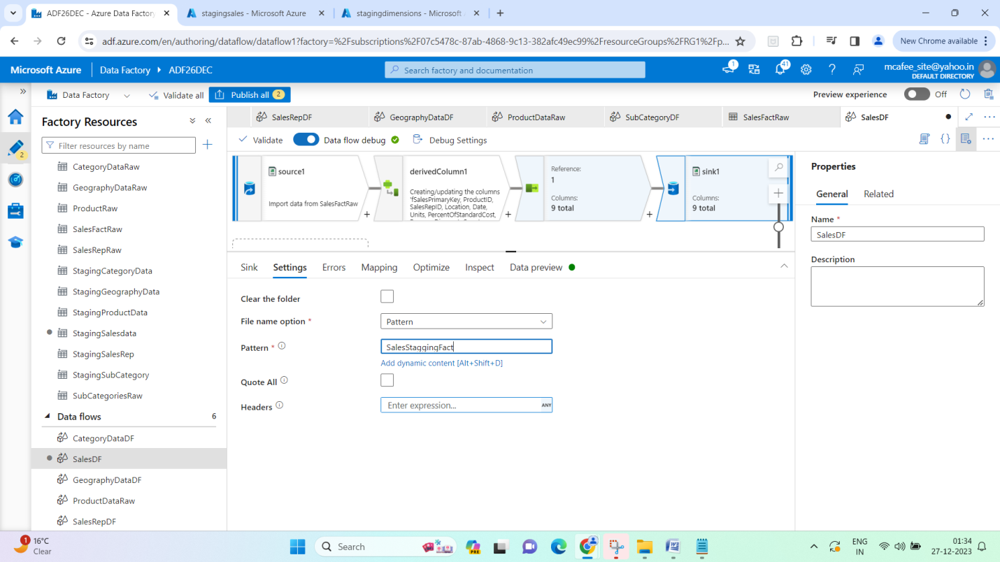 ADF26DEC - Azure Data Factory
stagingsales - Microsoft Azure
stagingdimensions - Microsoft
adf.azure.com/en/authoring/dataflow/dataflow1?factory=%2Fsubscriptions%2F07c5478c-87ab-4868-9c13-382afc49ec99%2FresourceGroups%2FRG1%2Fp...
New Chrome available
Microsoft Azure
Data Factory
ADF26DEC
Search factory and documentation
1
41
mcafee_site@yahoo.in
DEFAULT DIRECTORY
Data Factory
Validate all
Publish all 2
Preview experience
Off
Factory Resources
Filter resources by name
2
CategoryDataRaw
GeographyDataRaw
ProductRaw
SalesFactRaw
SalesRepRaw
StagingCategoryData
StagingGeographyData
StagingProductData
StagingSalesdata
StagingSalesRep
StagingSubCategory
SubCategoriesRaw
Data flows 6
CategoryDataDF
SalesDF
GeographyDataDF
ProductDataRaw
SalesRepDF
SalesRepDF
GeographyDataDF
ProductDataRaw
SubCategoryDF
SalesFactRaw
SalesDF
Validate
Data flow debug
Debug Settings
source1
Import data from SalesFactRaw
derivedColumn1
Creating/updating the columns
'fSalesPrimaryKey, ProductID,
SalesRepID, Location, Date,
Units, PercentOfStandardCost,
Reference:
1
Columns:
9 total
sink1
Columns:
9 total
Sink
Settings
Errors
Mapping
Optimize
Inspect
Data preview
Clear the folder
File name option *
Pattern
Pattern *
SalesStaggingFact
Add dynamic content [Alt+Shift+D]
Quote All
Headers
Enter expression...
ANY
Properties
General
Related
Name *
SalesDF
Description
1
16°C
Clear
Search
PRE
ENG
IN
01:34
27-12-2023